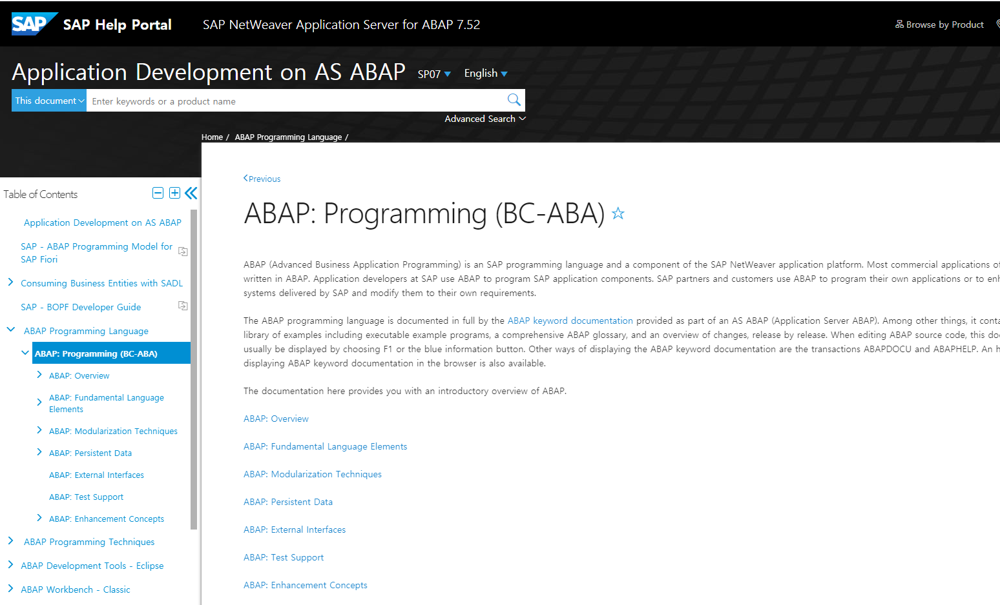 SAP SAP Help Portal SAP NetWeaver Application Server for ABAP 7.52 Browse by Product
Application Development on AS ABAP SP07 English
This document Enter keywords or a product name
Advanced Search
Home / ABAP Programming Language /
Table of Contents
Application Development on AS ABAP
SAP - ABAP Programming Model for
SAP Fiori
Consuming Business Entities with SADL
SAP - BOPF Developer Guide
ABAP Programming Language
ABAP: Programming (BC-ABA)
ABAP: Overview
ABAP: Fundamental Language
Elements
ABAP: Modularization Techniques
ABAP: Persistent Data
ABAP: External Interfaces
ABAP: Test Support
ABAP: Enhancement Concepts
ABAP Programming Techniques
ABAP Development Tools - Eclipse
ABAP Workbench - Classic
Previous
ABAP: Programming (BC-ABA)
ABAP (Advanced Business Application Programming) is an SAP programming language and a component of the SAP NetWeaver application platform. Most commercial applications of
written in ABAP. Application developers at SAP use ABAP to program SAP application components. SAP partners and customers use ABAP to program their own applications or to enh
systems delivered by SAP and modify them to their own requirements.
The ABAP programming language is documented in full by the ABAP keyword documentation provided as part of an AS ABAP (Application Server ABAP). Among other things, it conta
library of examples including executable example programs, a comprehensive ABAP glossary, and an overview of changes, release by release. When editing ABAP source code, this do
usually be displayed by choosing F1 or the blue information button. Other ways of displaying the ABAP keyword documentation are the transactions ABAPDOCU and ABAPHELP. An h
displaying ABAP keyword documentation in the browser is also available.
The documentation here provides you with an introductory overview of ABAP.
ABAP: Overview
ABAP: Fundamental Language Elements
ABAP: Modularization Techniques
ABAP: Persistent Data
ABAP: External Interfaces
ABAP: Test Support
ABAP: Enhancement Concepts